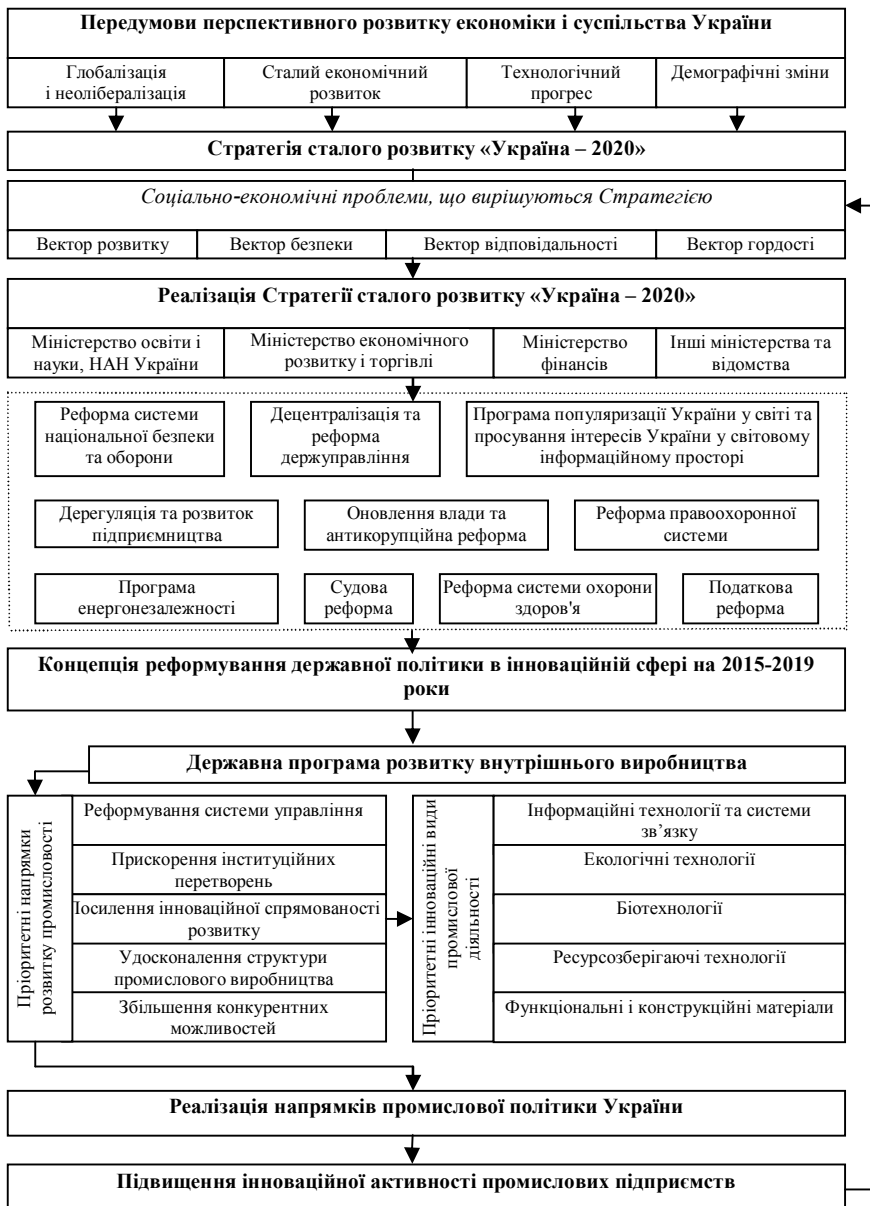 Передумови перспективного розвитку економіки і суспільства України
Глобалізація
і неолібералізація
Сталий економічний
розвиток
Технологічний
прогрес
Демографічні зміни
Стратегія сталого розвитку «Україна – 2020»
Соціально-економічні проблеми, що вирішуються Стратегією
Вектор розвитку
Вектор безпеки
Вектор відповідальності
Вектор гордості
Реалізація Стратегії сталого розвитку «Україна – 2020»
Міністерство освіти і
науки, НАН України
Міністерство економічного
розвитку і торгівлі
Міністерство
фінансів
Інші міністерства та
відомства
Реформа системи
національної безпеки
та оборони
Децентралізація та
реформа
держуправління
Програма популяризації України у світі та
просування інтересів України у світовому
інформаційному просторі
Дерегуляція та розвиток
підприємництва
Оновлення влади та
антикорупційна реформа
Реформа правоохоронної
системи
Програма
енергонезалежності
Судова
реформа
Реформа системи охорони
здоров'я
Податкова
реформа
Концепція реформування державної політики в інноваційній сфері на 2015-2019
роки
Державна програма розвитку внутрішнього виробництва
Пріоритетні напрямки
розвитку промисловості
Реформування системи управління
Прискорення інституційних
перетворень
Посилення інноваційної спрямованості
розвитку
Удосконалення структури
промислового виробництва
Збільшення конкурентних
можливостей
Пріоритетні інноваційні види
промислової
діяльності
Інформаційні технології та системи
зв’язку
Екологічні технології
Біотехнології
Ресурсозберігаючі технології
Функціональні і конструкційні матеріали
Реалізація напрямків промислової політики України
Підвищення інноваційної активності промислових підприємств